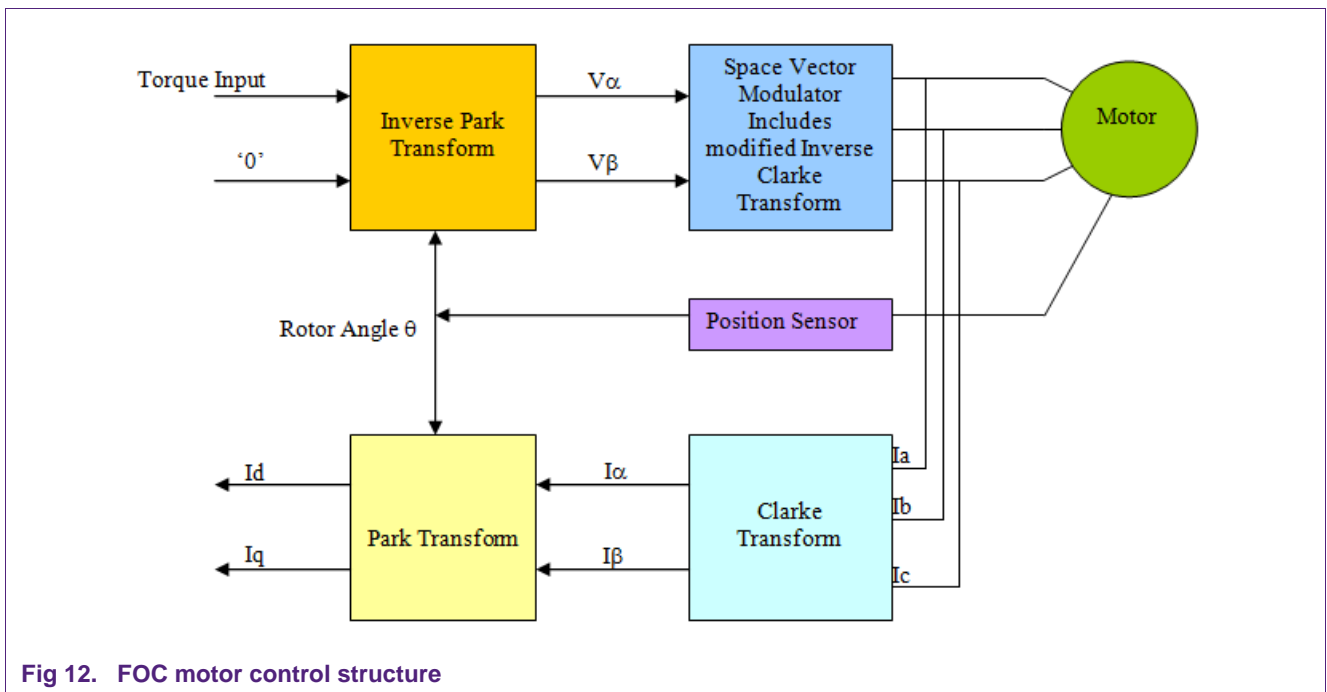 Torque Input
‘0’
Inverse Park
Transform
Vα
Vβ
Space Vector
Modulator
Includes
modified Inverse
Clarke
Transform
Motor
Rotor Angle θ
Position Sensor
Id
Iq
Park Transform
Iα
Iβ
Clarke
Transform
Ia
Ib
Ic
Fig 12. FOC motor control structure